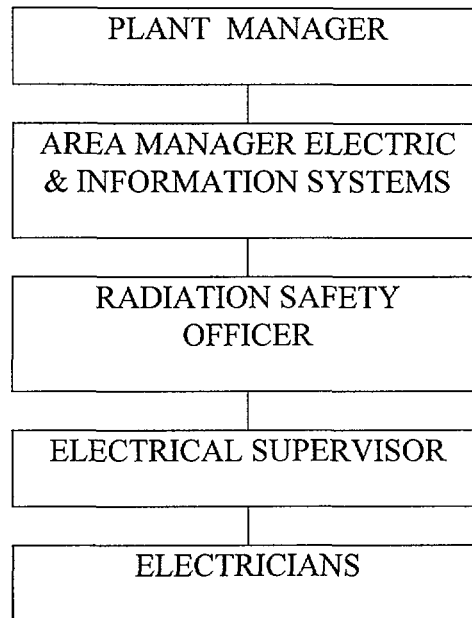 PLANT MANAGER
AREA MANAGER ELECTRIC
& INFORMATION SYSTEMS
RADIATION SAFETY
OFFICER
ELECTRICAL SUPERVISOR
ELECTRICIANS